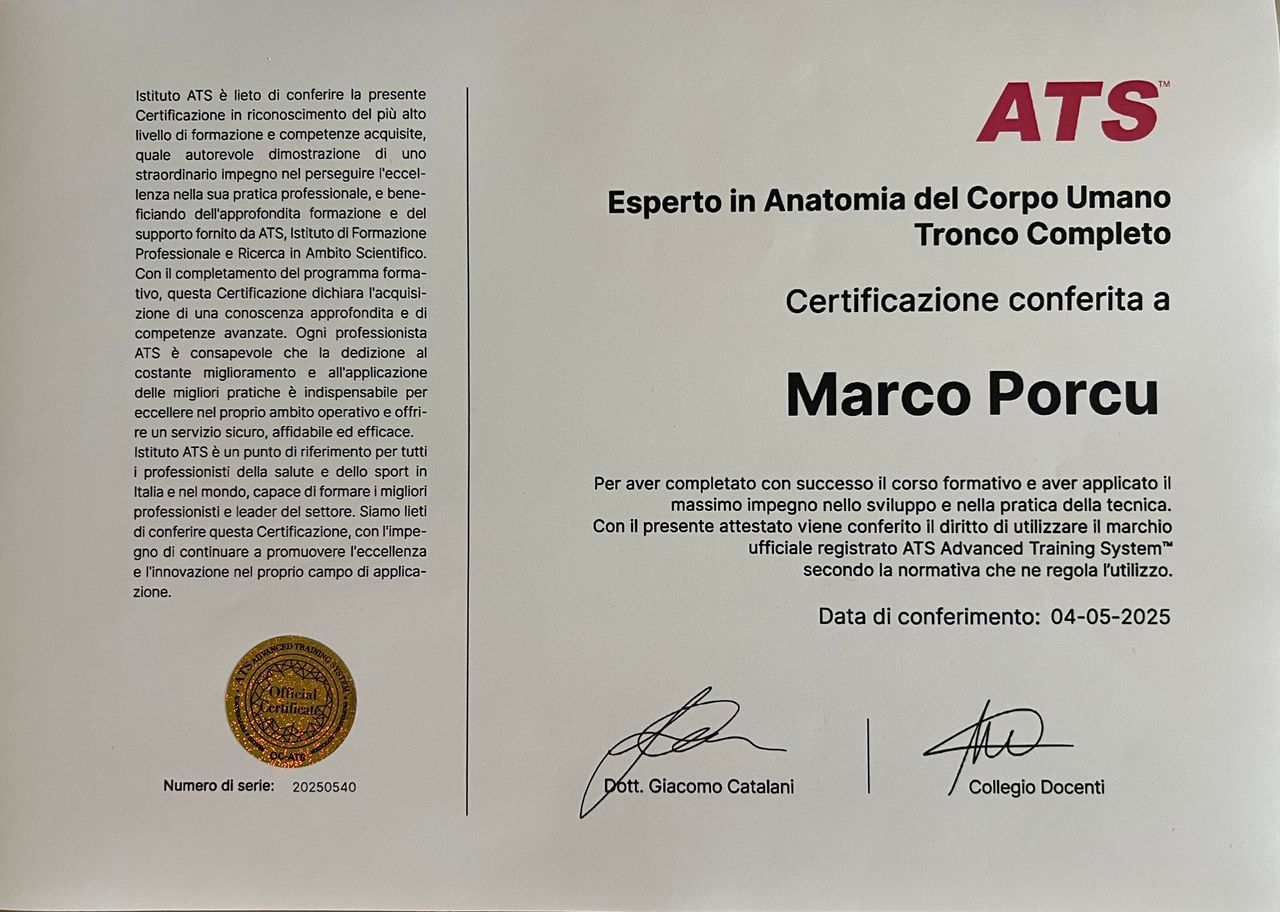 Istituto ATS è lieto di conferire la presente
Certificazione in riconoscimento del più alto
livello di formazione e competenze acquisite,
quale autorevole dimostrazione di uno
straordinario impegno nel perseguire l'eccel-
lenza nella sua pratica professionale, e bene-
ficiando dell'approfondita formazione e del
supporto fornito da ATS, Istituto di Formazione
Professionale e Ricerca in Ambito Scientifico.
Con il completamento del programma forma-
tivo, questa Certificazione dichiara l'acquisi-
zione di una conoscenza approfondita e di
competenze avanzate. Ogni professionista
ATS è consapevole che la dedizione al
costante miglioramento e all'applicazione
delle migliori pratiche è indispensabile per
eccellere nel proprio ambito operativo e offri-
re un servizio sicuro, affidabile ed efficace.
Istituto ATS è un punto di riferimento per tutti
i professionisti della salute e dello sport in
Italia e nel mondo, capace di formare i migliori
professionisti e leader del settore. Siamo lieti
di conferire questa Certificazione, con l'impe-
gno di continuare a promuovere l'eccellenza
e l'innovazione nel proprio campo di applica-
zione.
ATS ADVANCED TRAINING SYSTEM
Official
Certificate
CC-ATS
Numero di serie: 20250540
ATS™
Esperto in Anatomia del Corpo Umano
Tronco Completo
Certificazione conferita a
Marco Porcu
Per aver completato con successo il corso formativo e aver applicato il
massimo impegno nello sviluppo e nella pratica della tecnica.
Con il presente attestato viene conferito il diritto di utilizzare il marchio
ufficiale registrato ATS Advanced Training System™
secondo la normativa che ne regola l'utilizzo.
Data di conferimento: 04-05-2025
Dott. Giacomo Catalani
Collegio Docenti